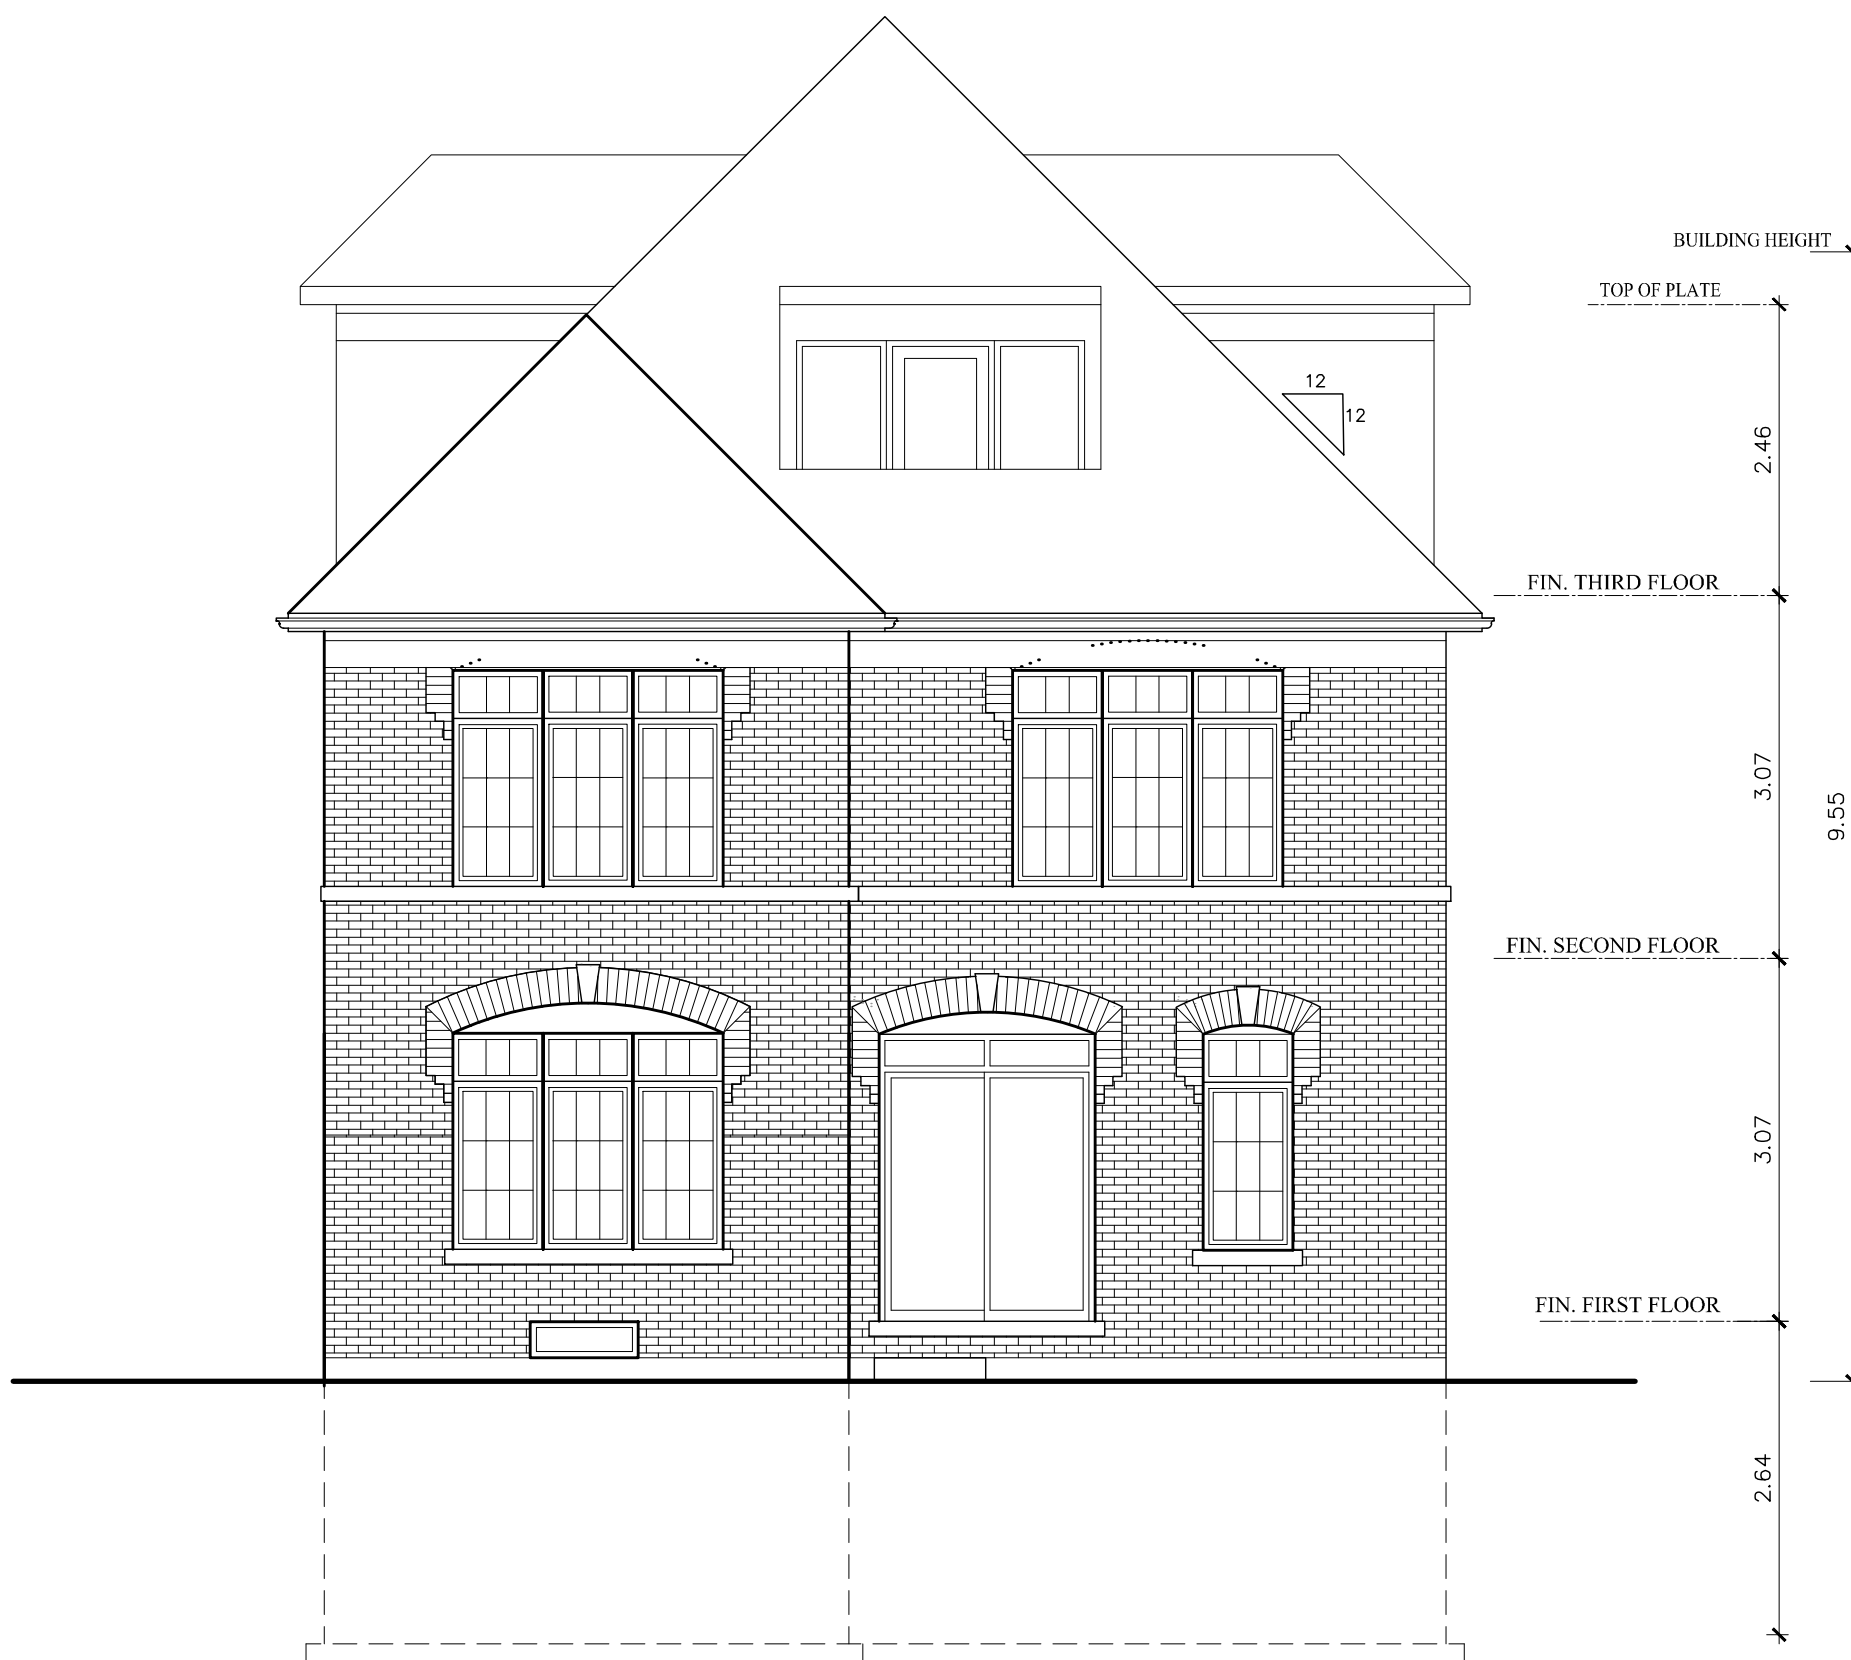 BUILDING HEIGHT
TOP OF PLATE
12
12
2.46
FIN. THIRD FLOOR
3.07
9.55
FIN. SECOND FLOOR
3.07
FIN. FIRST FLOOR
2.64